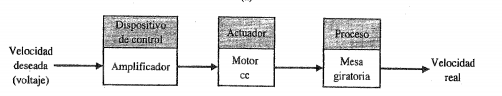 Dispositivo
de control
Actuador
Proceso
Velocidad
deseada
(voltaje)
Amplificador
Motor
cc
Mesa
giratoria
Velocidad
real